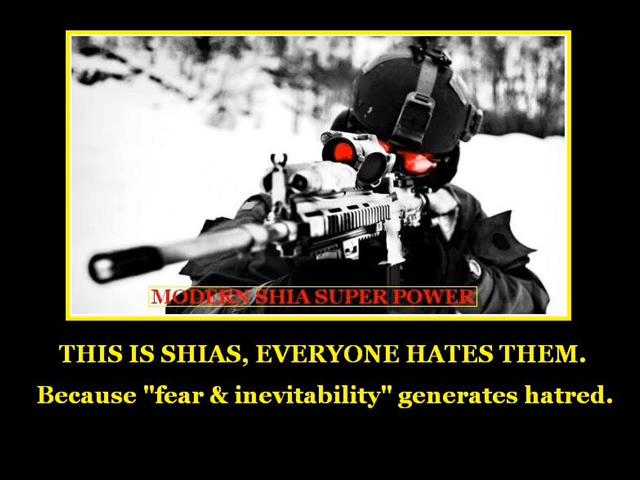 MODERN SHIA SUPER POWER
THIS IS SHIAS, EVERYONE HATES THEM.
Because "fear & inevitability" generates hatred.